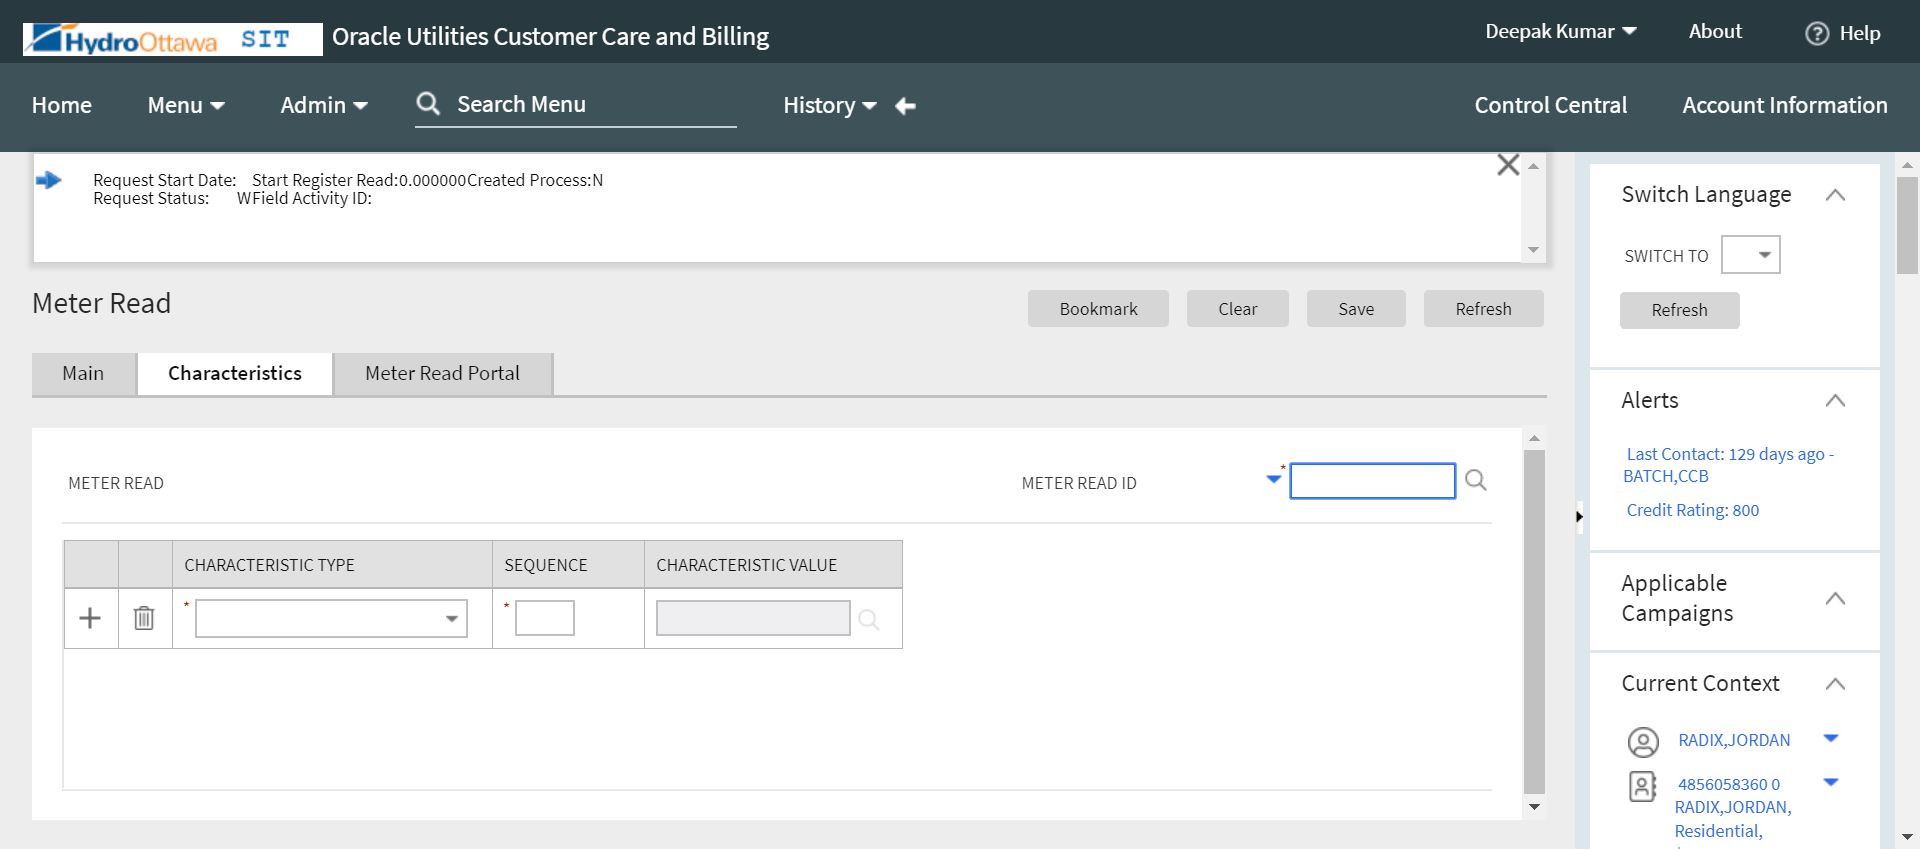 HydroOttawa SIT Oracle Utilities Customer Care and Billing Deepak Kumar About ? Help
Home Menu Admin Search Menu History Control Central Account Information
Request Start Date: Start Register Read:0.000000Created Process:N
Request Status: WField Activity ID:
Meter Read Bookmark Clear Save Refresh
Main Characteristics Meter Read Portal
METER READ METER READ ID *
CHARACTERISTIC TYPE SEQUENCE CHARACTERISTIC VALUE
* *
Switch Language
SWITCH TO
Refresh
Alerts
Last Contact: 129 days ago -
BATCH,CCB
Credit Rating: 800
Applicable
Campaigns
Current Context
RADIX,JORDAN
4856058360 0
RADIX,JORDAN,
Residential,